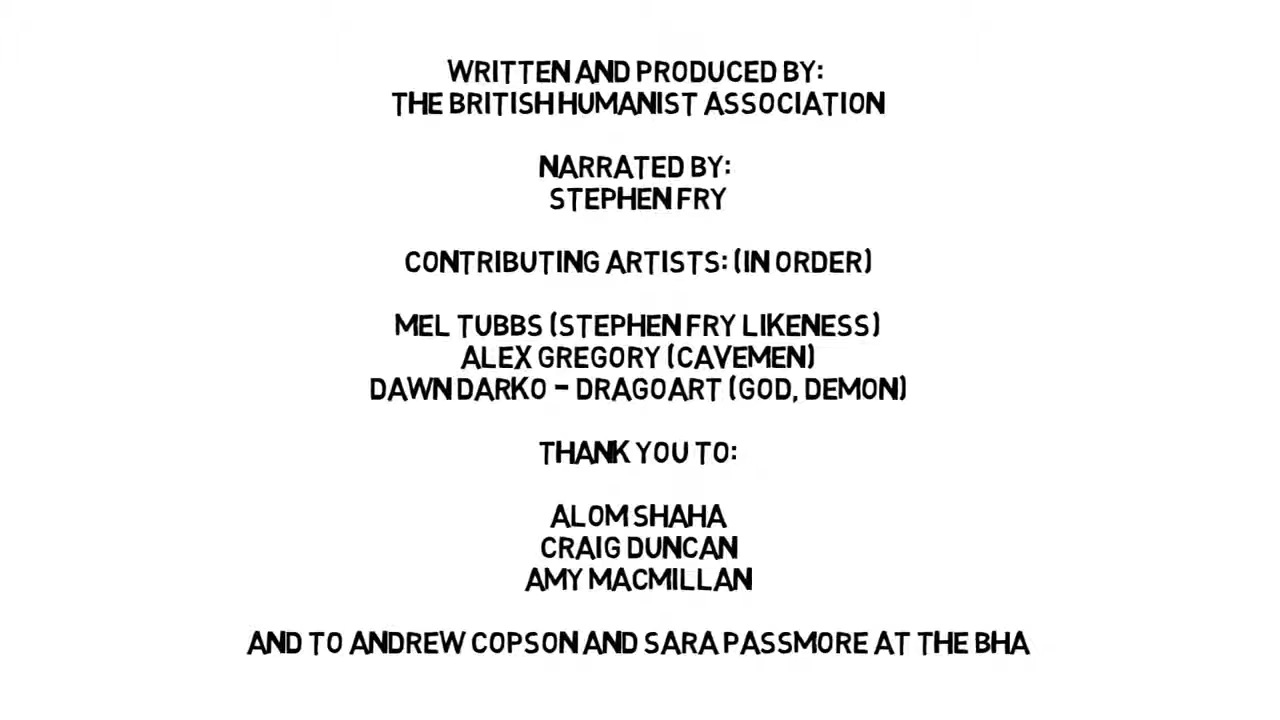 WRITTEN AND PRODUCED BY:
THE BRITISH HUMANIST ASSOCIATION
NARRATED BY:
STEPHEN FRY
CONTRIBUTING ARTISTS: (IN ORDER)
MEL TUBBS (STEPHEN FRY LIKENESS)
ALEX GREGORY (CAVEMEN)
DAWN DARKO - DRAGOART (GOD, DEMON)
THANK YOU TO:
ALOM SHAHA
CRAIG DUNCAN
AMY MACMILLAN
AND TO ANDREW COPSON AND SARA PASSMORE AT THE BHA